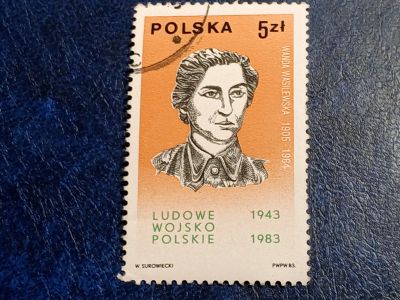 POLSKA 5zł
WANDA WASILEWSKA 1905-1964
LUDOWE 1943
WOJSKO
POLSKIE 1983
W. SUROWIECKI PWPW 83.